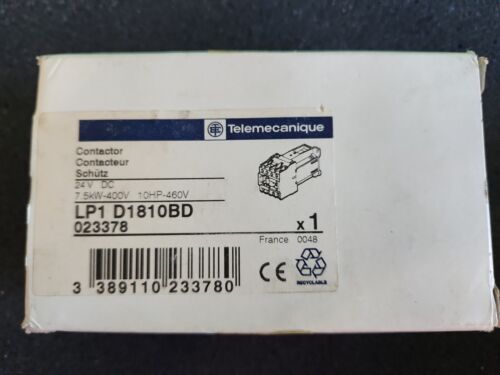 Telemecanique
Contactor
Contacteur
Schütz
24V DC
7.5kW-400V 10HP-460V
LP1 D1810BD
023378
x 1
France 0048
3 389110 233780
CE
RECYCLABLE